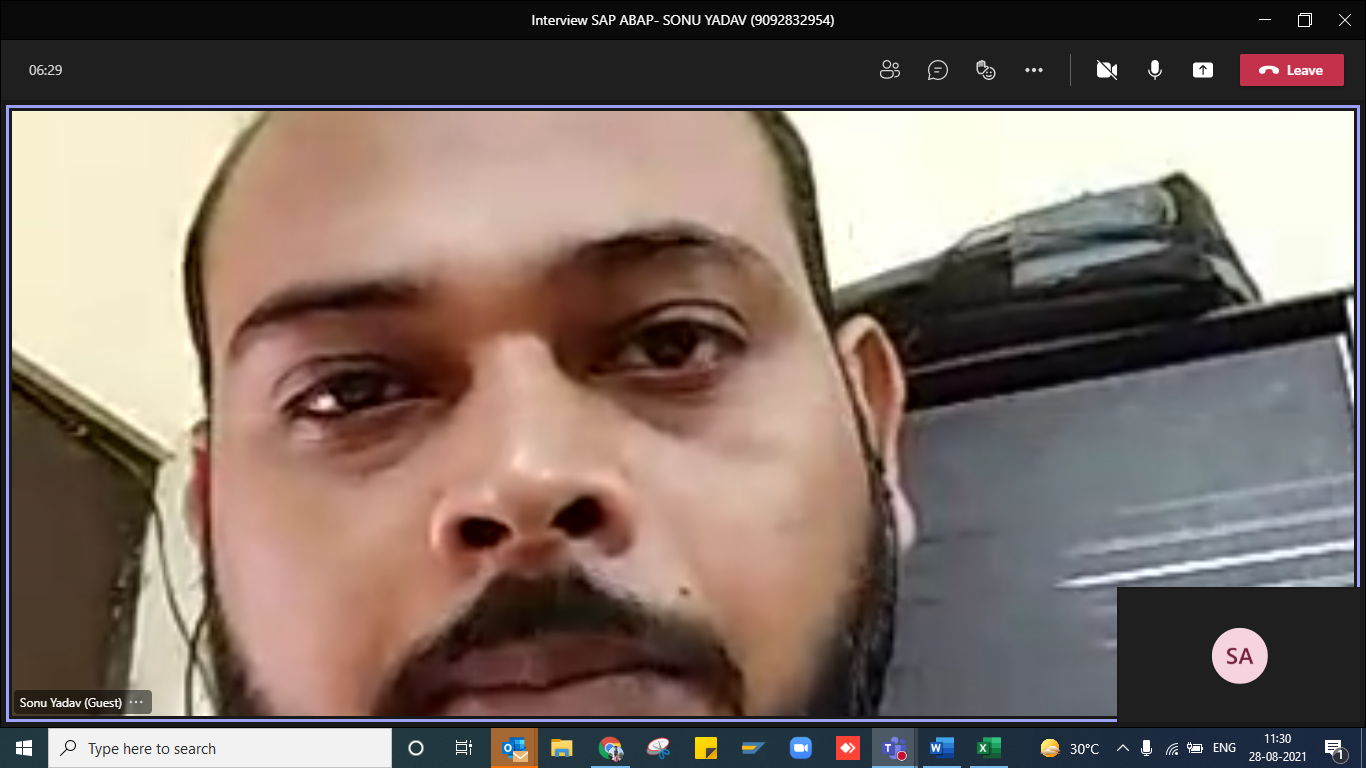 Interview SAP ABAP- SONU YADAV (9092832954)
06:29
Leave
Sonu Yadav (Guest)
SA
Type here to search
30°C
ENG
11:30
28-08-2021
1